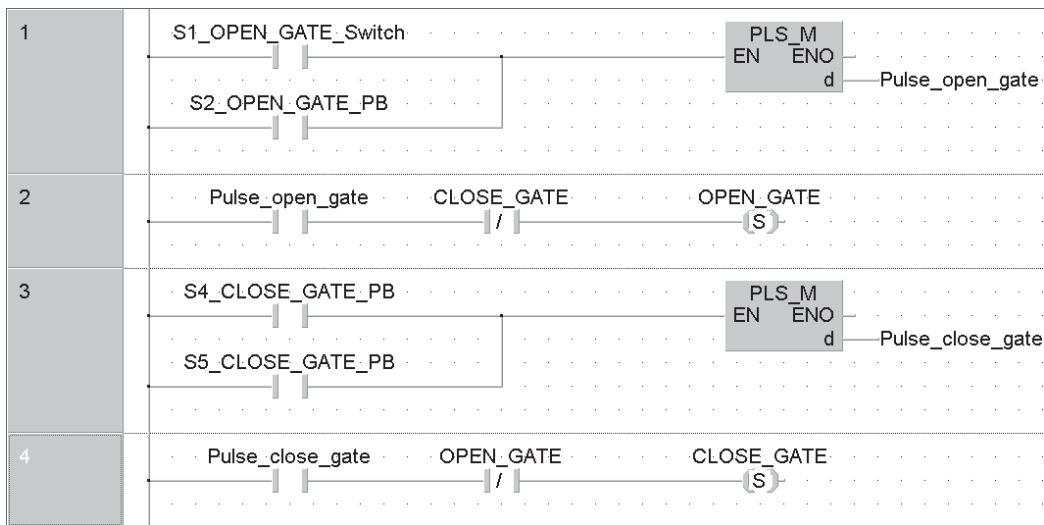 1
S1_OPEN_GATE_Switch
PLS_M
EN ENO
d
Pulse_open_gate
S2_OPEN_GATE_PB
2
Pulse_open_gate
CLOSE_GATE
OPEN_GATE
/
S
3
S4_CLOSE_GATE_PB
PLS_M
EN ENO
d
Pulse_close_gate
S5_CLOSE_GATE_PB
4
Pulse_close_gate
OPEN_GATE
CLOSE_GATE
/
S